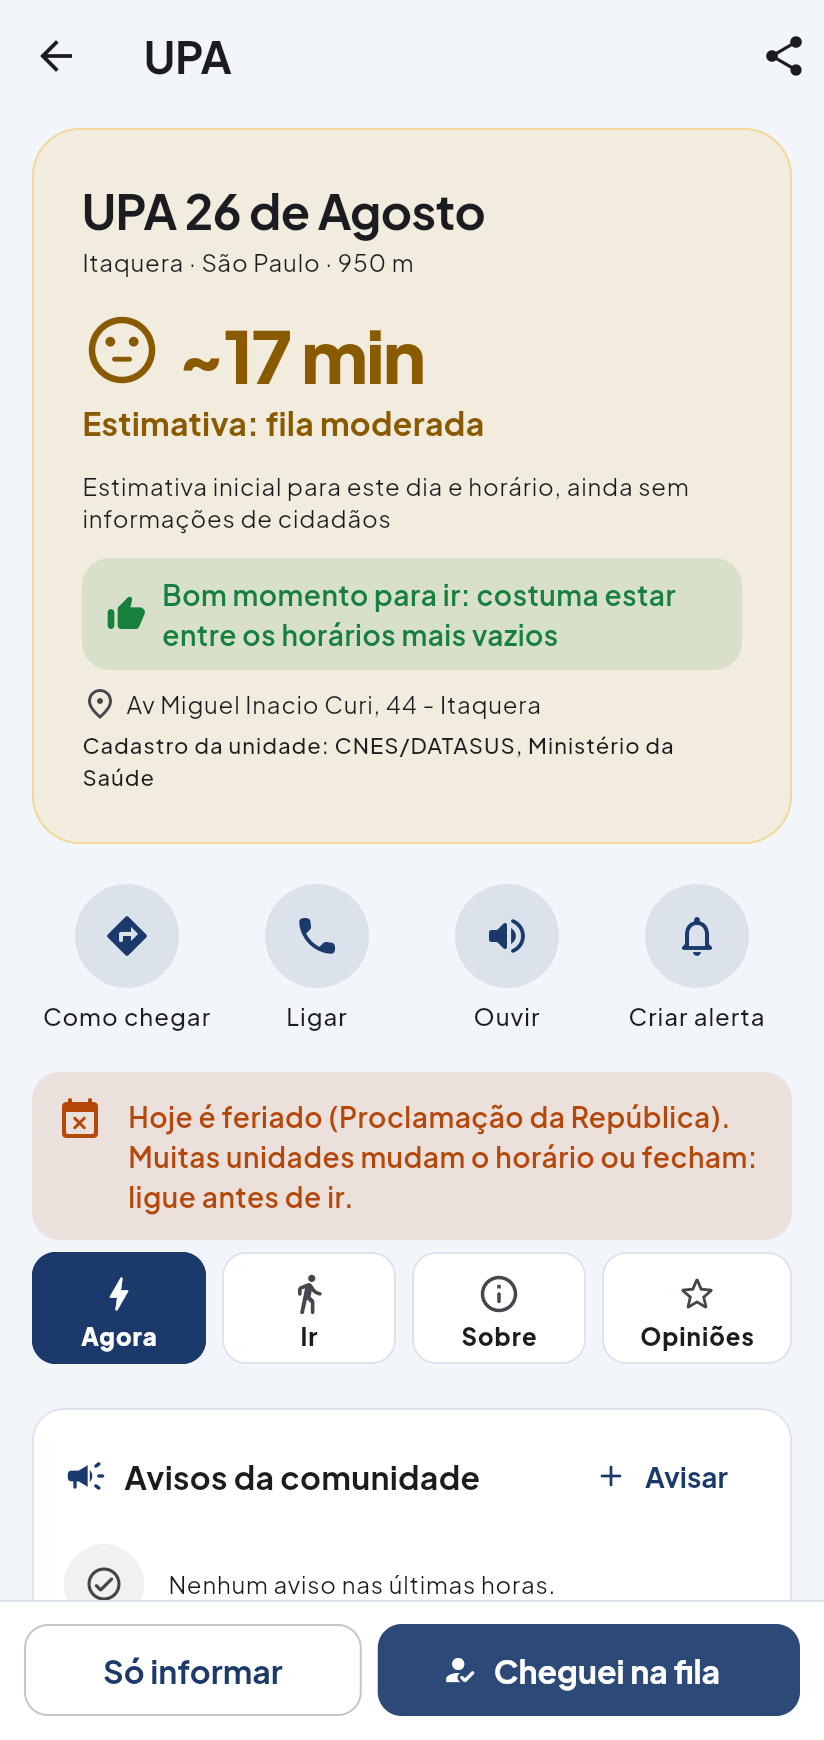 UPA
UPA 26 de Agosto
Itaquera · São Paulo · 950 m
~17 min
Estimativa: fila moderada
Estimativa inicial para este dia e horário, ainda sem
informações de cidadãos
Bom momento para ir: costuma estar
entre os horários mais vazios
Av Miguel Inacio Curi, 44 - Itaquera
Cadastro da unidade: CNES/DATASUS, Ministério da
Saúde
Como chegar
Ligar
Ouvir
Criar alerta
Hoje é feriado (Proclamação da República).
Muitas unidades mudam o horário ou fecham:
ligue antes de ir.
Agora
Ir
Sobre
Opiniões
Avisos da comunidade
Avisar
Nenhum aviso nas últimas horas.
Só informar
Cheguei na fila